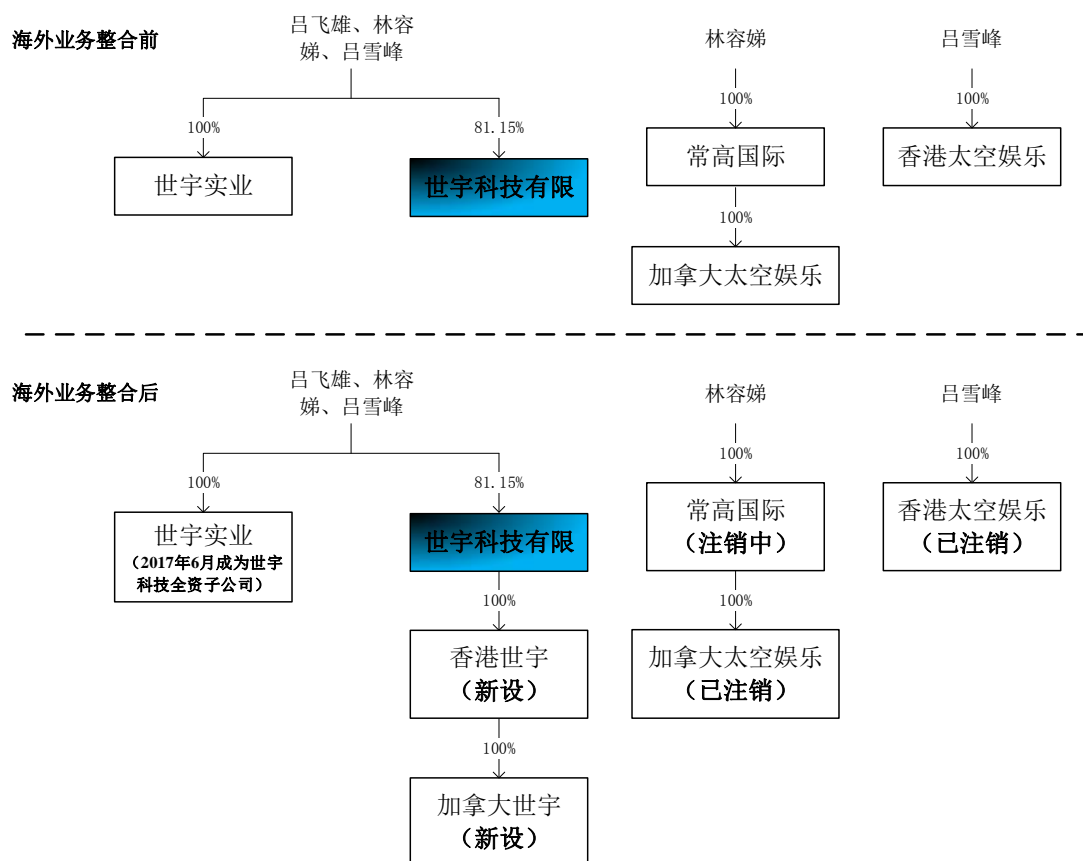 海外业务整合前
吕飞雄、林容
娣、吕雪峰
林容娣
吕雪峰
100%
81.15%
100%
100%
世宇实业
世宇科技有限
常高国际
香港太空娱乐
100%
加拿大太空娱乐
海外业务整合后
吕飞雄、林容
娣、吕雪峰
林容娣
吕雪峰
100%
81.15%
100%
100%
世宇实业
（2017年6月成为世宇
科技全资子公司）
世宇科技有限
常高国际
（注销中）
香港太空娱乐
（已注销）
100%
100%
香港世宇
（新设）
加拿大太空娱乐
（已注销）
100%
加拿大世宇
（新设）